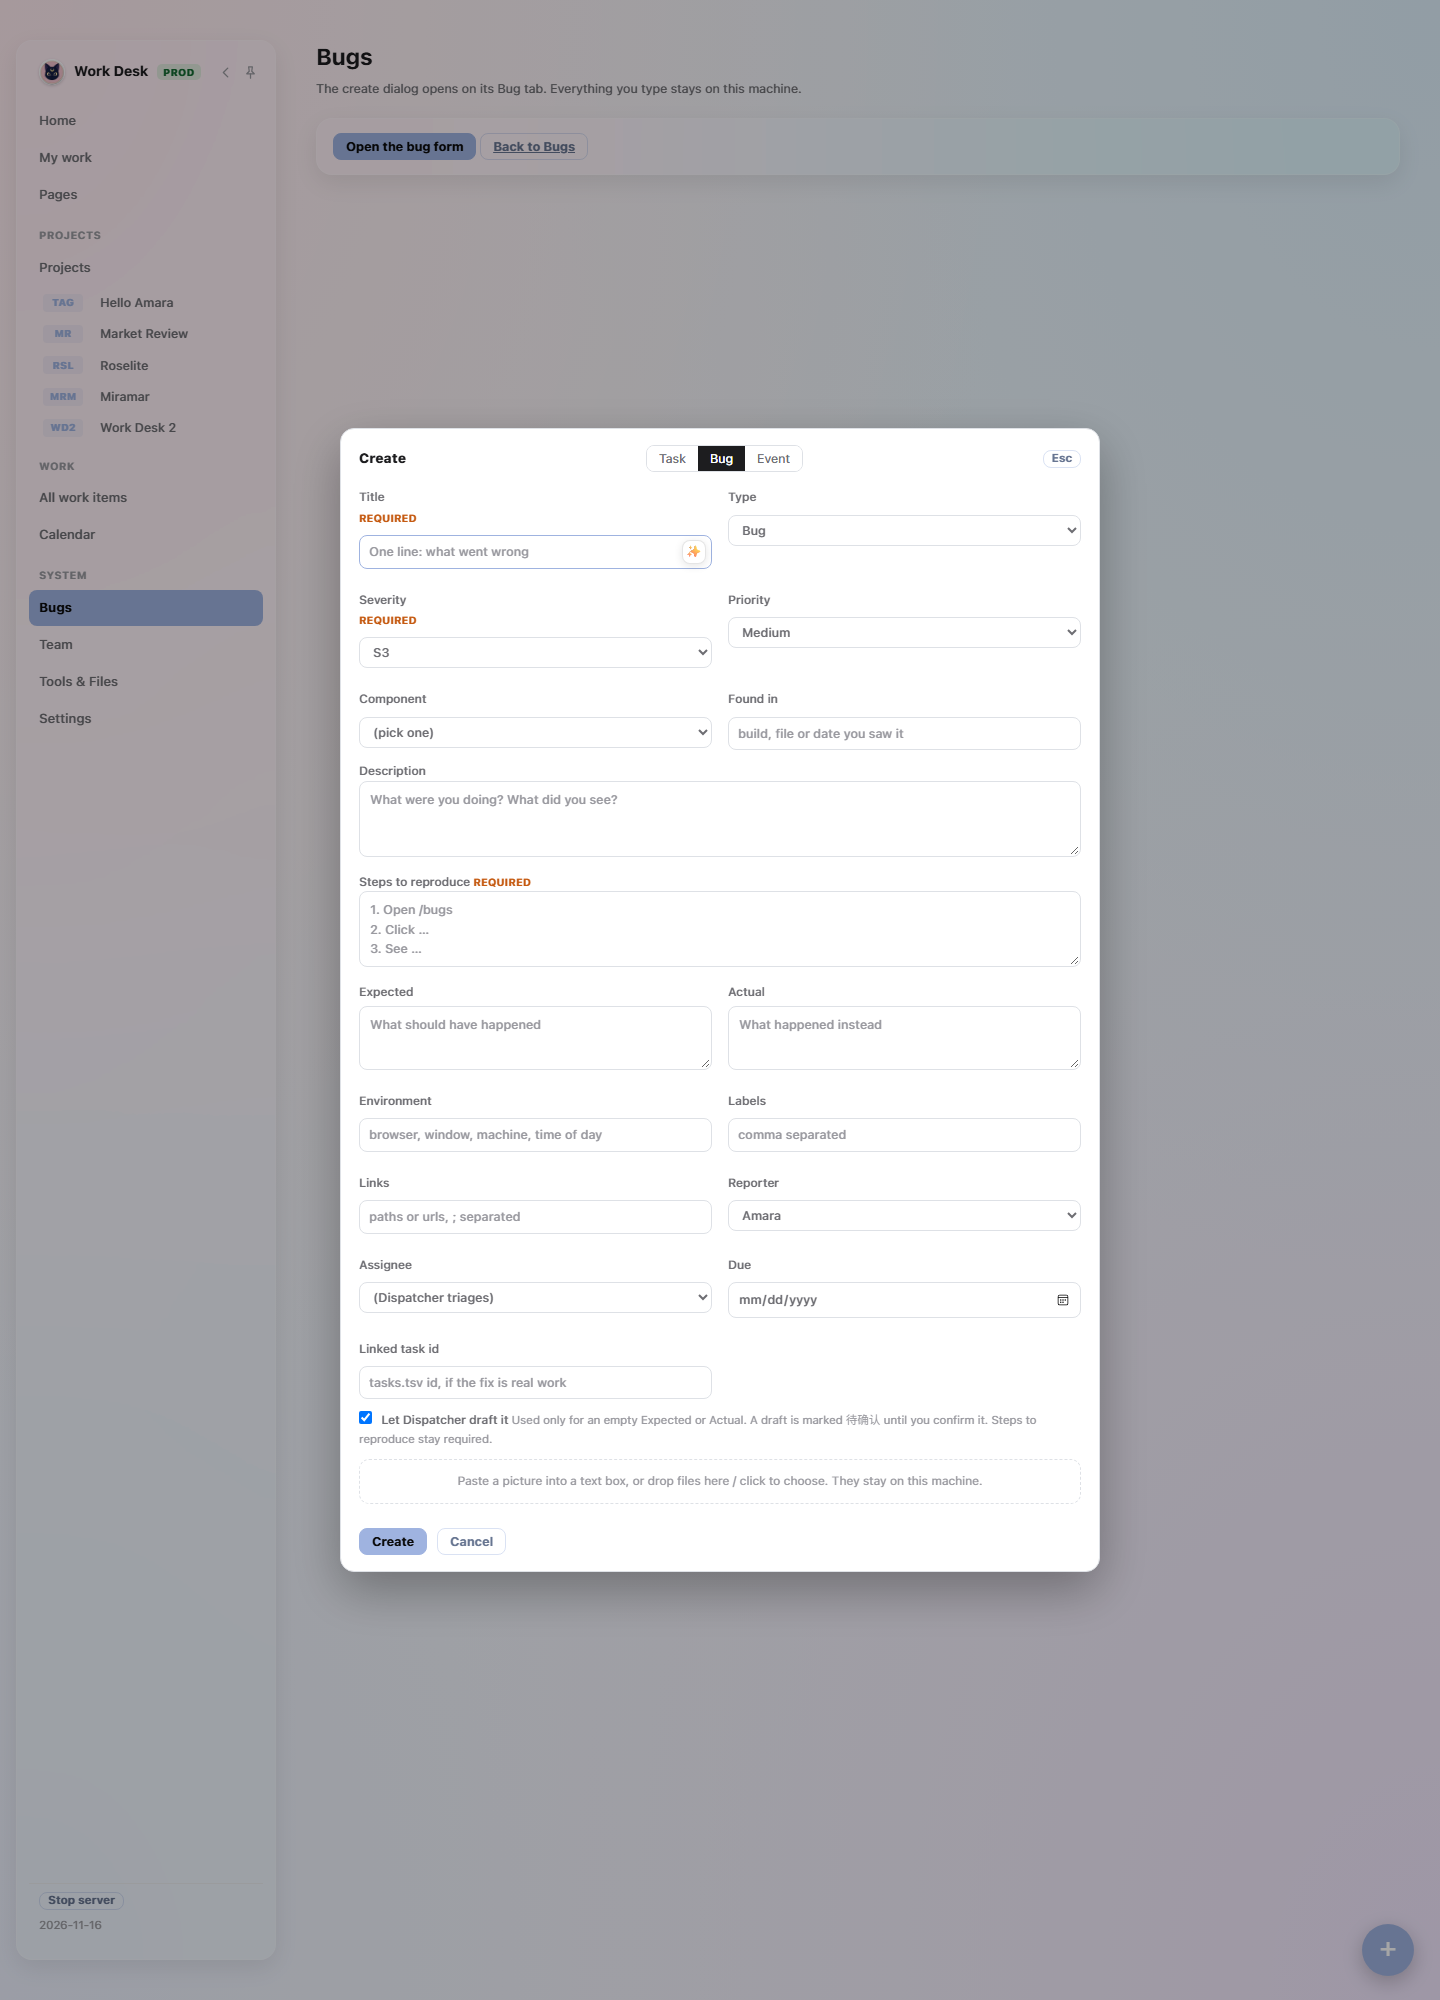 Work Desk PROD
Home
My work
Pages
PROJECTS
Projects
TAG Hello Amara
MR Market Review
RSL Roselite
MRM Miramar
WD2 Work Desk 2
WORK
All work items
Calendar
SYSTEM
Bugs
Team
Tools & Files
Settings
Stop server
2026-11-16
Bugs
The create dialog opens on its Bug tab. Everything you type stays on this machine.
Open the bug form Back to Bugs
Create Task Bug Event Esc
Title
REQUIRED
One line: what went wrong
Type
Bug
Severity
REQUIRED
S3
Priority
Medium
Component
(pick one)
Found in
build, file or date you saw it
Description
What were you doing? What did you see?
Steps to reproduce REQUIRED
1. Open /bugs
2. Click ...
3. See ...
Expected
What should have happened
Actual
What happened instead
Environment
browser, window, machine, time of day
Labels
comma separated
Links
paths or urls, ; separated
Reporter
Amara
Assignee
(Dispatcher triages)
Due
mm/dd/yyyy
Linked task id
tasks.tsv id, if the fix is real work
Let Dispatcher draft it Used only for an empty Expected or Actual. A draft is marked 待确认 until you confirm it. Steps to
reproduce stay required.
Paste a picture into a text box, or drop files here / click to choose. They stay on this machine.
Create Cancel
+